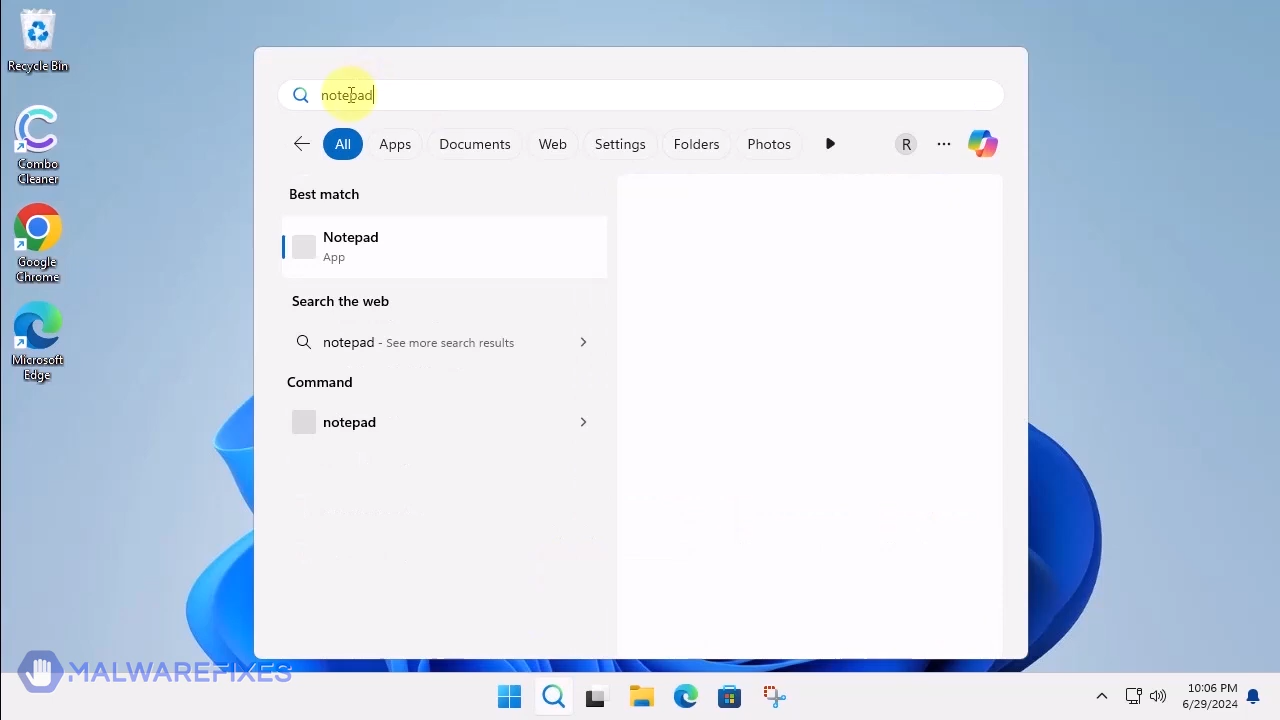 Recycle Bin
Combo
Cleaner
Google
Chrome
Microsoft
Edge
notepad
All
Apps
Documents
Web
Settings
Folders
Photos
R
Best match
Notepad
App
Search the web
notepad - See more search results
Command
notepad
MALWAREFIXES
10:06 PM
6/29/2024